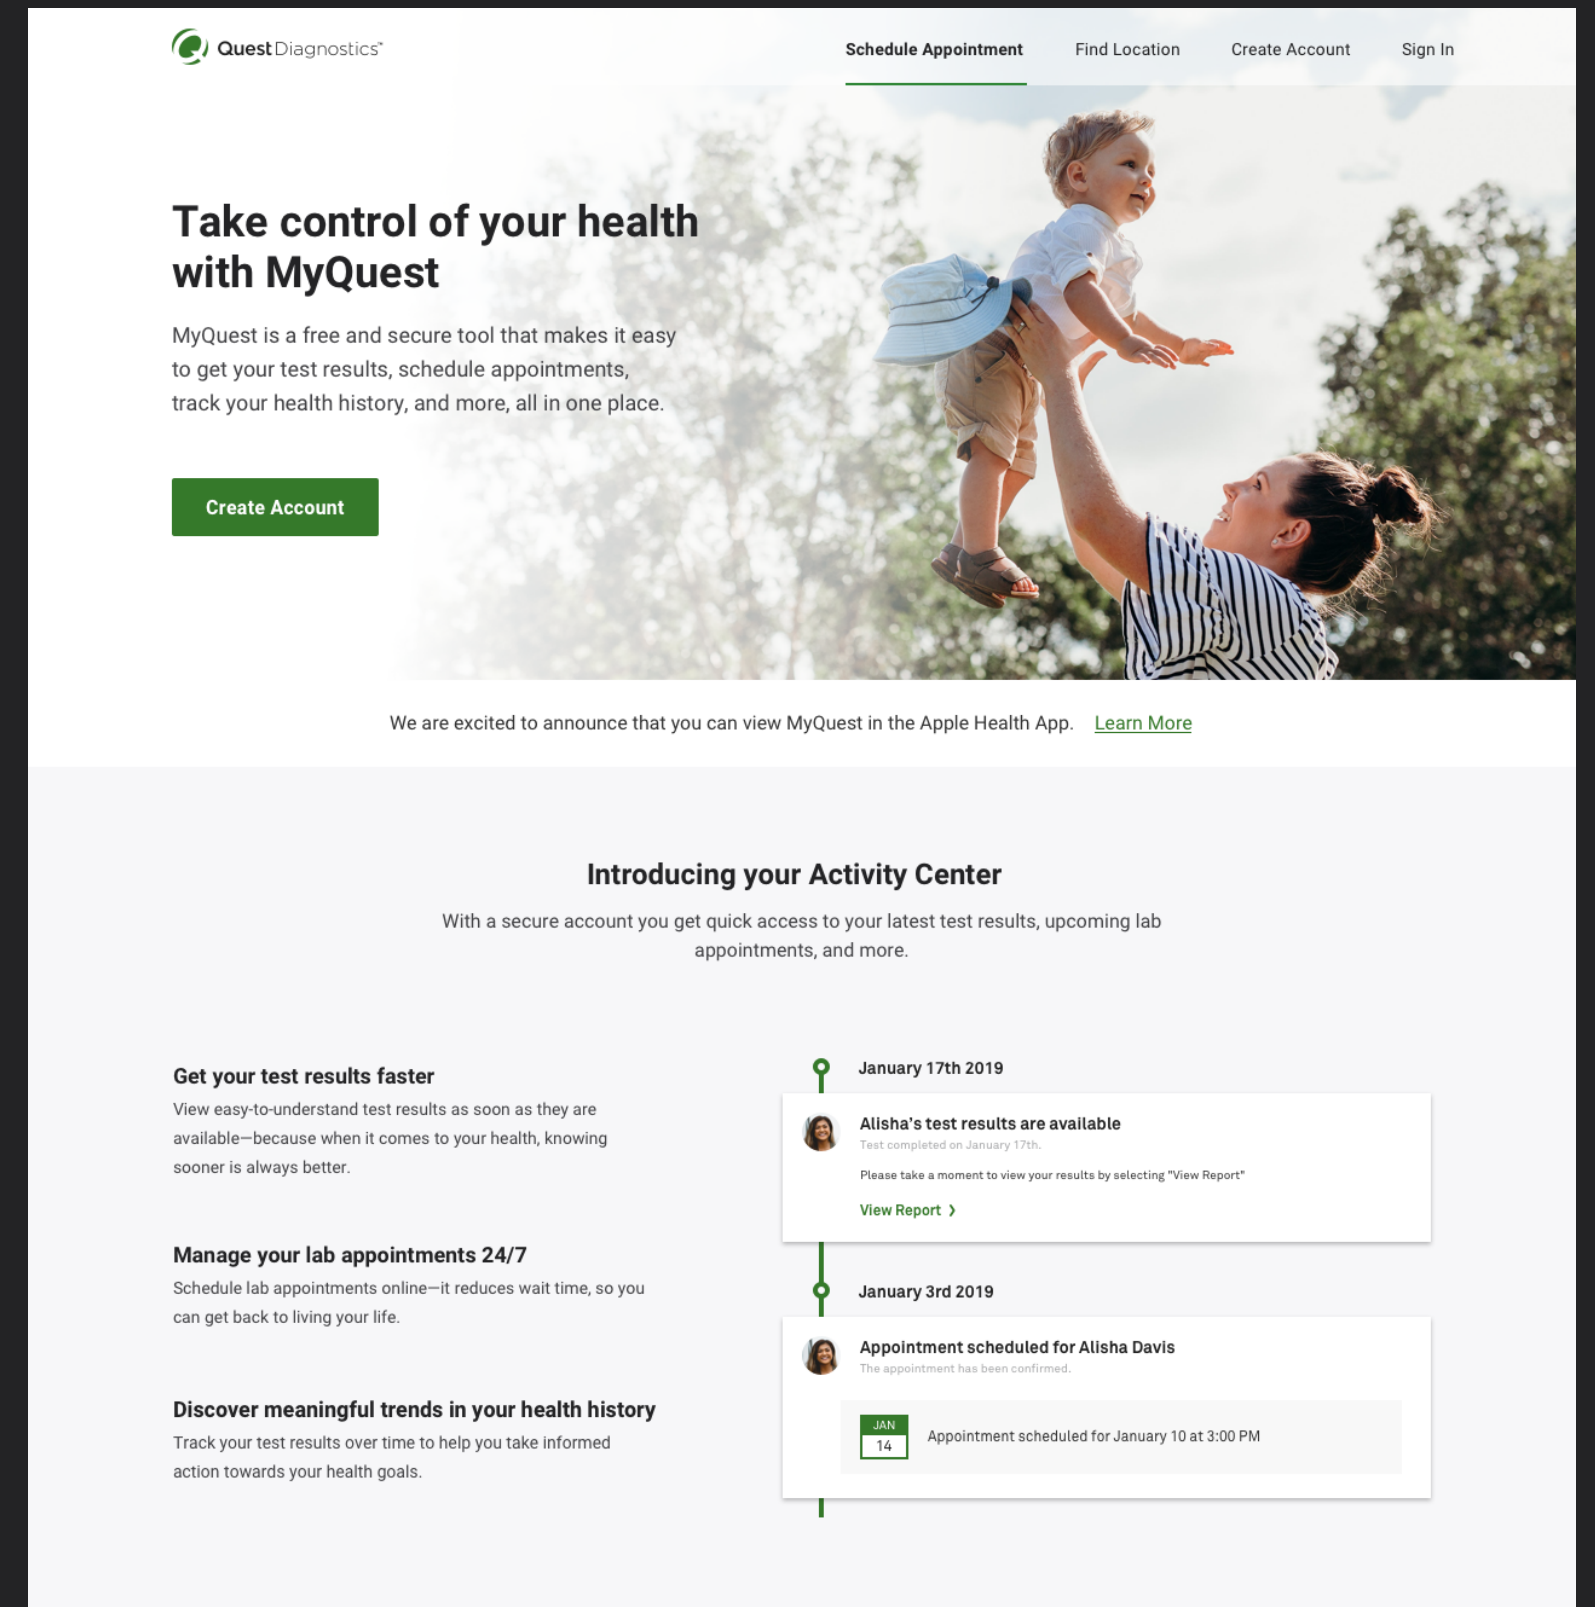 QuestDiagnostics™
Schedule Appointment
Find Location
Create Account
Sign In
Take control of your health
with MyQuest
MyQuest is a free and secure tool that makes it easy
to get your test results, schedule appointments,
track your health history, and more, all in one place.
Create Account
We are excited to announce that you can view MyQuest in the Apple Health App. Learn More
Introducing your Activity Center
With a secure account you get quick access to your latest test results, upcoming lab
appointments, and more.
Get your test results faster
View easy-to-understand test results as soon as they are
available—because when it comes to your health, knowing
sooner is always better.
Manage your lab appointments 24/7
Schedule lab appointments online—it reduces wait time, so you
can get back to living your life.
Discover meaningful trends in your health history
Track your test results over time to help you take informed
action towards your health goals.
January 17th 2019
Alisha's test results are available
Test completed on January 17th.
Please take a moment to view your results by selecting "View Report"
View Report
January 3rd 2019
Appointment scheduled for Alisha Davis
The appointment has been confirmed.
JAN
14
Appointment scheduled for January 10 at 3:00 PM